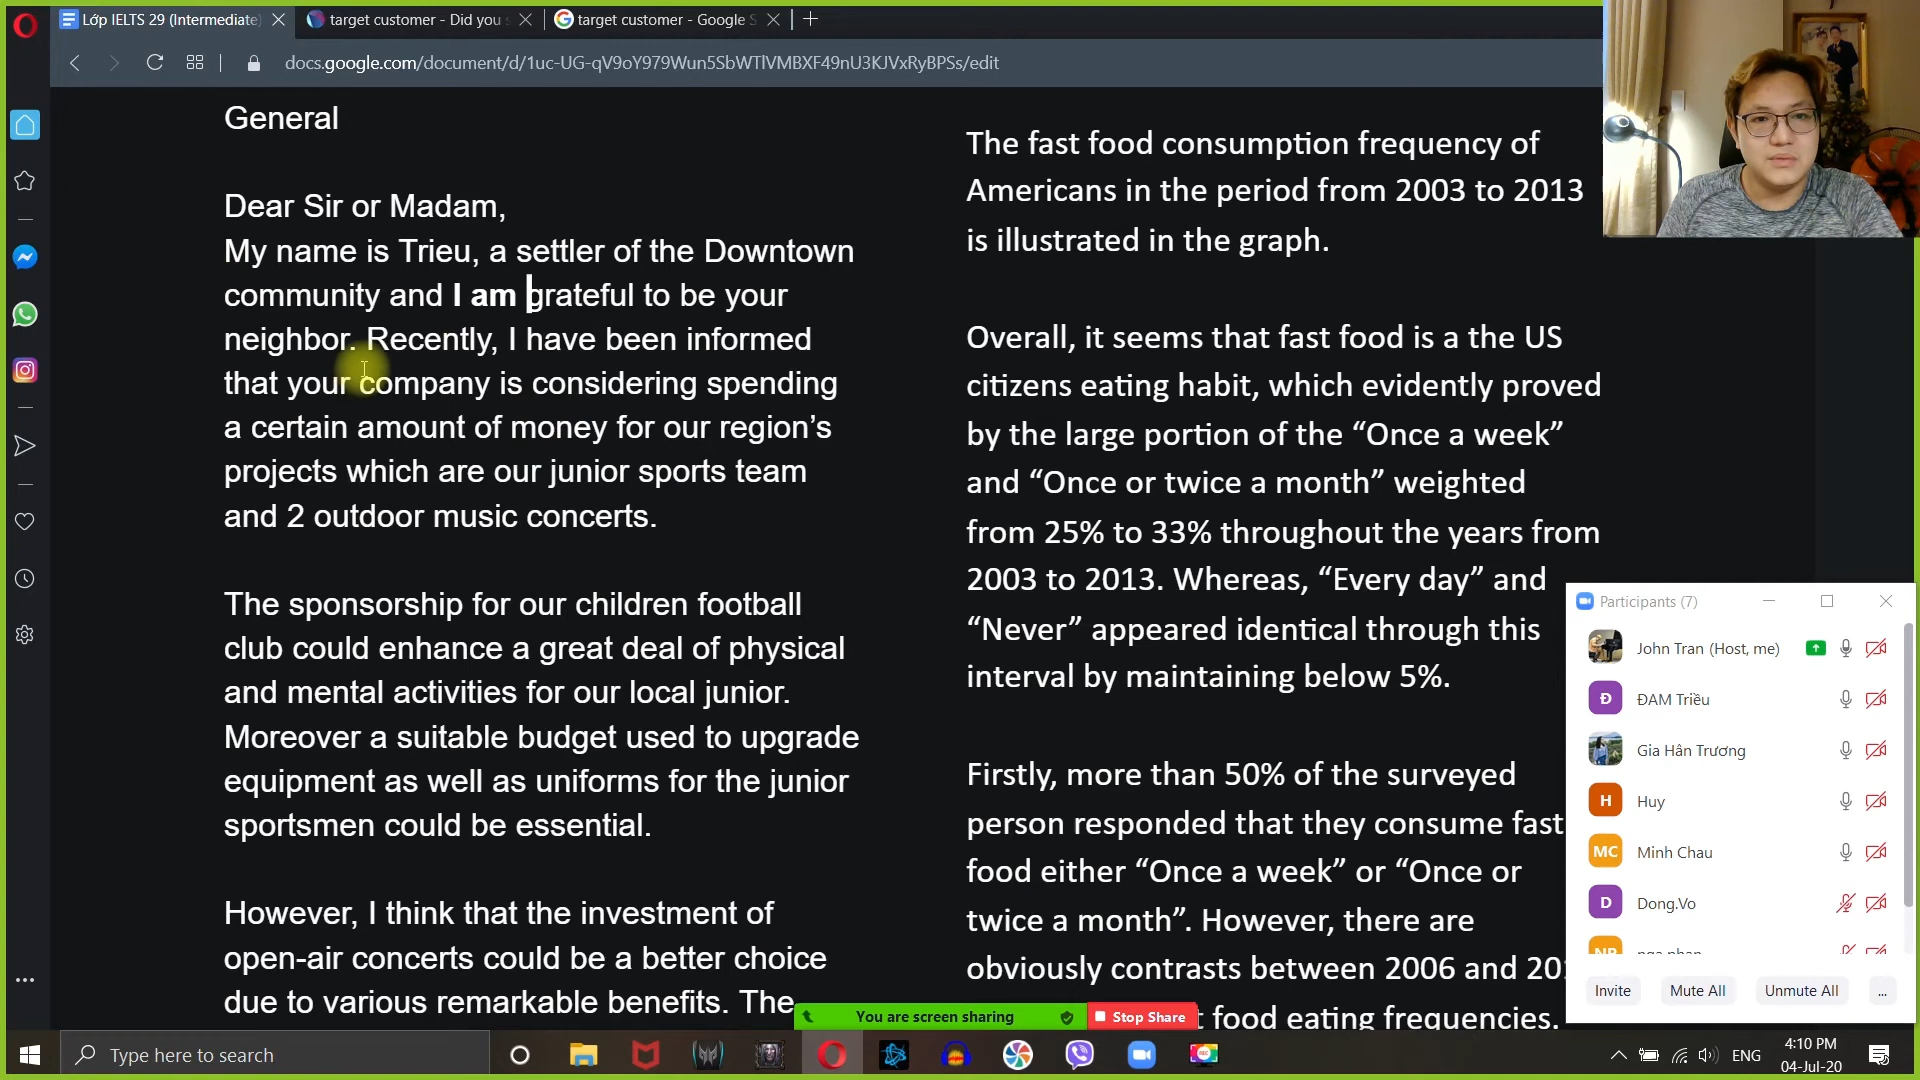 Lớp IELTS 29 (Intermediate)
target customer - Did you
target customer - Google S
docs.google.com/document/d/1uc-UG-qV9oY979Wun5SbWTlVMBXF49nU3KJVxRyBPSs/edit
General
Dear Sir or Madam,
My name is Trieu, a settler of the Downtown
community and I am grateful to be your
neighbor. Recently, I have been informed
that your company is considering spending
a certain amount of money for our region’s
projects which are our junior sports team
and 2 outdoor music concerts.
The sponsorship for our children football
club could enhance a great deal of physical
and mental activities for our local junior.
Moreover a suitable budget used to upgrade
equipment as well as uniforms for the junior
sportsmen could be essential.
However, I think that the investment of
open-air concerts could be a better choice
due to various remarkable benefits. The
The fast food consumption frequency of
Americans in the period from 2003 to 2013
is illustrated in the graph.
Overall, it seems that fast food is a the US
citizens eating habit, which evidently proved
by the large portion of the “Once a week”
and “Once or twice a month” weighted
from 25% to 33% throughout the years from
2003 to 2013. Whereas, “Every day” and
“Never” appeared identical through this
interval by maintaining below 5%.
Firstly, more than 50% of the surveyed
person responded that they consume fast
food either “Once a week” or “Once or
twice a month”. However, there are
obviously contrasts between 2006 and 20
food eating frequencies.
Participants (7)
John Tran (Host, me)
Đ
ĐAM Triều
Gia Hân Trương
H
Huy
MC
Minh Chau
D
Dong.Vo
Invite
Mute All
Unmute All
...
You are screen sharing
Stop Share
Type here to search
ENG
4:10 PM
04-Jul-20